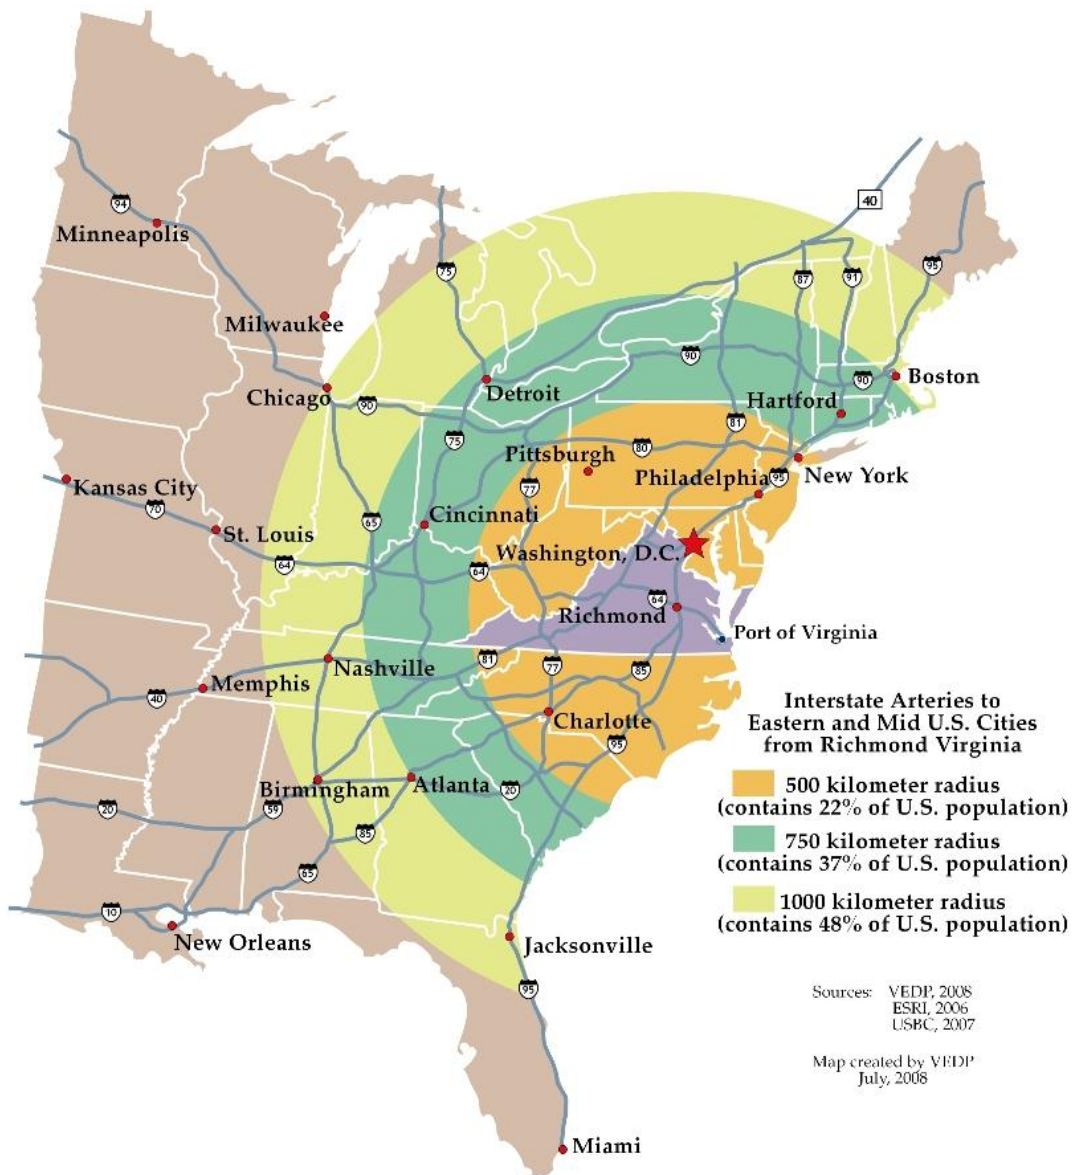 40
94
Minneapolis
95
75
87
91
Milwaukee
90
Detroit
90
Boston
Chicago
90
Hartford
81
75
80
Pittsburgh
New York
Philadelphia
95
Kansas City
77
70
65
Cincinnati
St. Louis
Washington, D.C.
64
64
64
Richmond
Port of Virginia
81
77
85
Nashville
Memphis
40
Charlotte
95
Interstate Arteries to
Eastern and Mid U.S. Cities
from Richmond Virginia
Birmingham
Atlanta
20
20
59
85
500 kilometer radius
(contains 22% of U.S. population)
750 kilometer radius
(contains 37% of U.S. population)
65
1000 kilometer radius
(contains 48% of U.S. population)
10
New Orleans
Jacksonville
95
Sources: VEDP, 2008
ESRI, 2006
USBC, 2007
Map created by VEDP
July, 2008
Miami